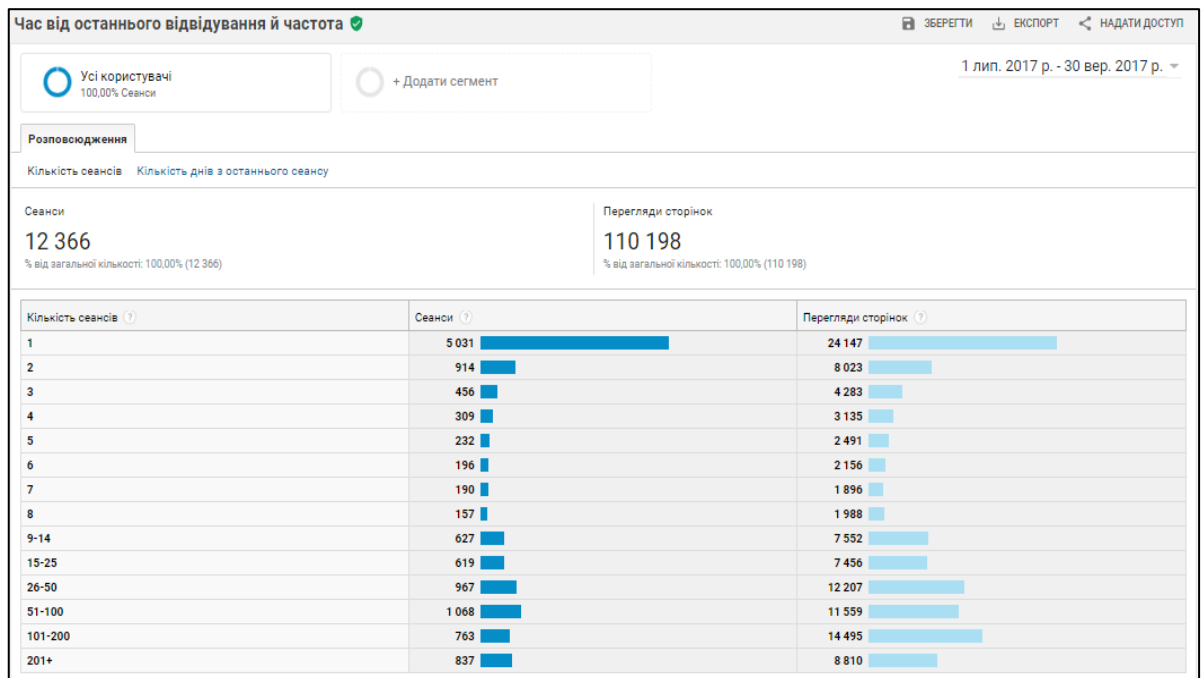 Час від останнього відвідування й частота
ЗБЕРЕГТИ ЕКСПОРТ НАДАТИ ДОСТУП
Усі користувачі
100,00% Сеанси
+ Додати сегмент
1 лип. 2017 р. - 30 вер. 2017 р.
Розповсюдження
Кількість сеансів Кількість днів з останнього сеансу
Сеанси Перегляди сторінок
12 366 110 198
% від загальної кількості: 100,00% (12 366) % від загальної кількості: 100,00% (110 198)
Кількість сеансів ? Сеанси ? Перегляди сторінок ?
1 5 031 24 147
2 914 8 023
3 456 4 283
4 309 3 135
5 232 2 491
6 196 2 156
7 190 1 896
8 157 1 988
9-14 627 7 552
15-25 619 7 456
26-50 967 12 207
51-100 1 068 11 559
101-200 763 14 495
201+ 837 8 810